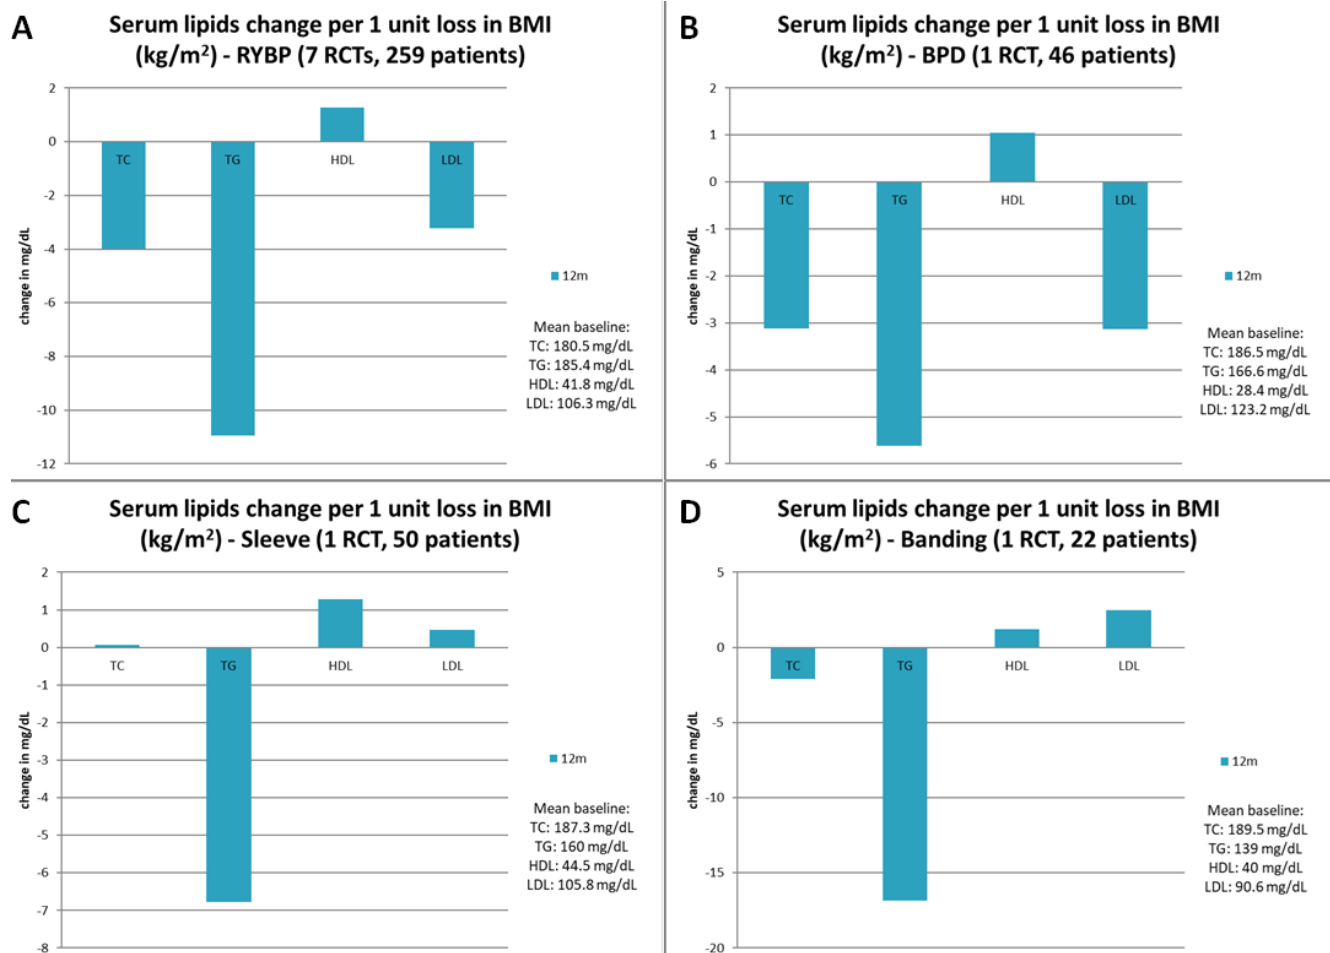 A
Serum lipids change per 1 unit loss in BMI
(kg/m²) - RYBP (7 RCTs, 259 patients)
2
0
-2
-4
-6
-8
-10
-12
change in mg/dL
TC
TG
HDL
LDL
12m
Mean baseline:
TC: 180.5 mg/dL
TG: 185.4 mg/dL
HDL: 41.8 mg/dL
LDL: 106.3 mg/dL
B
Serum lipids change per 1 unit loss in BMI
(kg/m²) - BPD (1 RCT, 46 patients)
2
1
0
-1
-2
-3
-4
-5
-6
change in mg/dL
TC
TG
HDL
LDL
12m
Mean baseline:
TC: 186.5 mg/dL
TG: 166.6 mg/dL
HDL: 28.4 mg/dL
LDL: 123.2 mg/dL
C
Serum lipids change per 1 unit loss in BMI
(kg/m²) - Sleeve (1 RCT, 50 patients)
2
1
0
-1
-2
-3
-4
-5
-6
-7
-8
change in mg/dL
TC
TG
HDL
LDL
12m
Mean baseline:
TC: 187.3 mg/dL
TG: 160 mg/dL
HDL: 44.5 mg/dL
LDL: 105.8 mg/dL
D
Serum lipids change per 1 unit loss in BMI
(kg/m²) - Banding (1 RCT, 22 patients)
5
0
-5
-10
-15
-20
change in mg/dL
TC
TG
HDL
LDL
12m
Mean baseline:
TC: 189.5 mg/dL
TG: 139 mg/dL
HDL: 40 mg/dL
LDL: 90.6 mg/dL